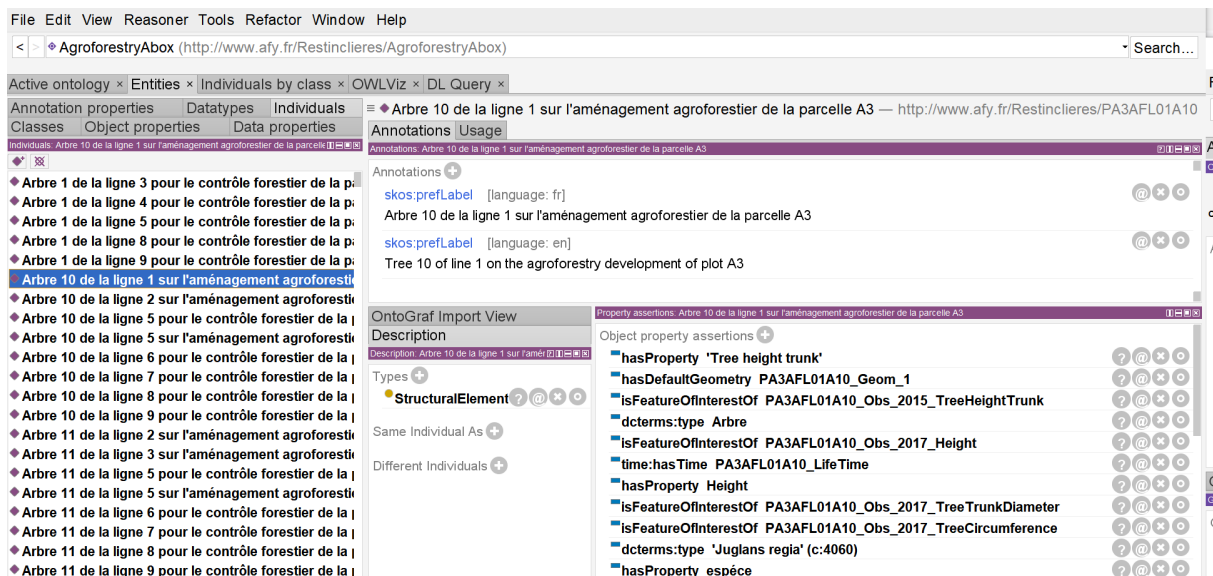 File Edit View Reasoner Tools Refactor Window Help
< > AgroforestryAbox (http://www.afy.fr/Restinclieres/AgroforestryAbox) Search...
Active ontology × Entities × Individuals by class × OWLViz × DL Query ×
Annotation properties Datatypes Individuals
Classes Object properties Data properties
Individuals: Arbre 10 de la ligne 1 sur l'aménagement agroforestier de la parcelle
Arbre 1 de la ligne 3 pour le contrôle forestier de la pa
Arbre 1 de la ligne 4 pour le contrôle forestier de la pa
Arbre 1 de la ligne 5 pour le contrôle forestier de la pa
Arbre 1 de la ligne 8 pour le contrôle forestier de la pa
Arbre 1 de la ligne 9 pour le contrôle forestier de la pa
Arbre 10 de la ligne 1 sur l'aménagement agroforesti
Arbre 10 de la ligne 2 sur l'aménagement agroforesti
Arbre 10 de la ligne 5 pour le contrôle forestier de la
Arbre 10 de la ligne 5 sur l'aménagement agroforesti
Arbre 10 de la ligne 6 pour le contrôle forestier de la
Arbre 10 de la ligne 7 pour le contrôle forestier de la
Arbre 10 de la ligne 8 pour le contrôle forestier de la
Arbre 10 de la ligne 9 pour le contrôle forestier de la
Arbre 11 de la ligne 2 sur l'aménagement agroforesti
Arbre 11 de la ligne 3 sur l'aménagement agroforesti
Arbre 11 de la ligne 5 pour le contrôle forestier de la
Arbre 11 de la ligne 5 sur l'aménagement agroforesti
Arbre 11 de la ligne 6 pour le contrôle forestier de la
Arbre 11 de la ligne 7 pour le contrôle forestier de la
Arbre 11 de la ligne 8 pour le contrôle forestier de la
Arbre 11 de la ligne 9 pour le contrôle forestier de la
Arbre 10 de la ligne 1 sur l'aménagement agroforestier de la parcelle A3 — http://www.afy.fr/Restinclieres/PA3AFL01A10
Annotations Usage
Annotations: Arbre 10 de la ligne 1 sur l'aménagement agroforestier de la parcelle A3
Annotations
skos:prefLabel [language: fr]
Arbre 10 de la ligne 1 sur l'aménagement agroforestier de la parcelle A3
skos:prefLabel [language: en]
Tree 10 of line 1 on the agroforestry development of plot A3
OntoGraf Import View
Description
Description: Arbre 10 de la ligne 1 sur l'amér
Types
StructuralElement
Same Individual As
Different Individuals
Property assertions: Arbre 10 de la ligne 1 sur l'aménagement agroforestier de la parcelle A3
Object property assertions
hasProperty 'Tree height trunk'
hasDefaultGeometry PA3AFL01A10_Geom_1
isFeatureOfInterestOf PA3AFL01A10_Obs_2015_TreeHeightTrunk
dcterms:type Arbre
isFeatureOfInterestOf PA3AFL01A10_Obs_2017_Height
time:hasTime PA3AFL01A10_LifeTime
hasProperty Height
isFeatureOfInterestOf PA3AFL01A10_Obs_2017_TreeTrunkDiameter
isFeatureOfInterestOf PA3AFL01A10_Obs_2017_TreeCircumference
dcterms:type 'Juglans regia' (c:4060)
hasProperty espéce